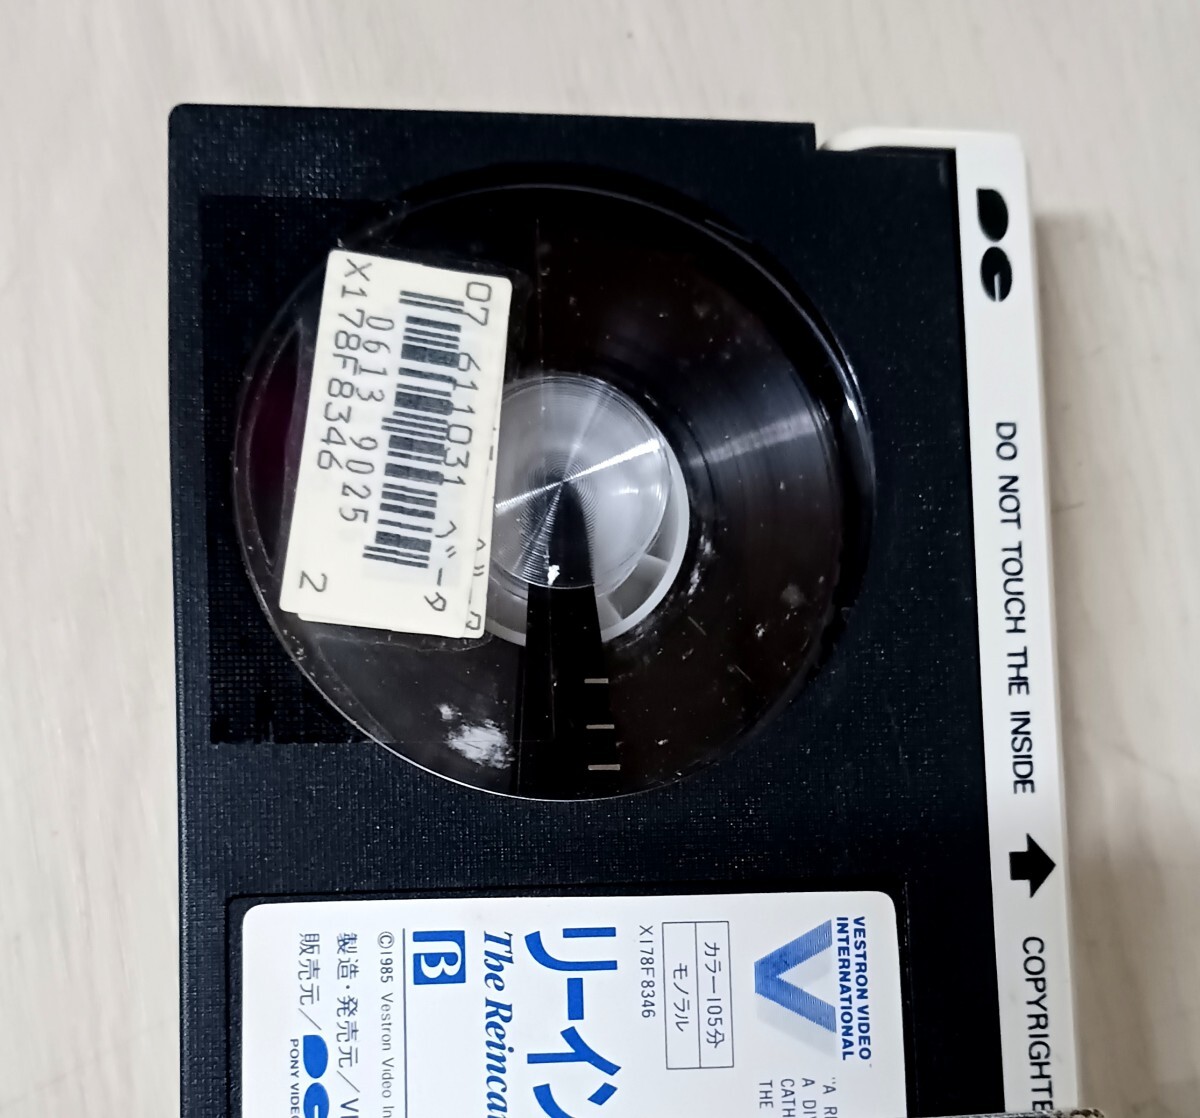 07 611031 ベータ
0613 9025
X178F8346
2
DO NOT TOUCH THE INSIDE
COPYRIGHTE
VESTRON VIDEO
INTERNATIONAL
カラー105分
モノラル
X178F8346
リーイン
The Reincar
β
©1985 Vestron Video In
製造・発売元/VI
販売元/
PONY VIDEO
"A R
A DI
CATH
THE